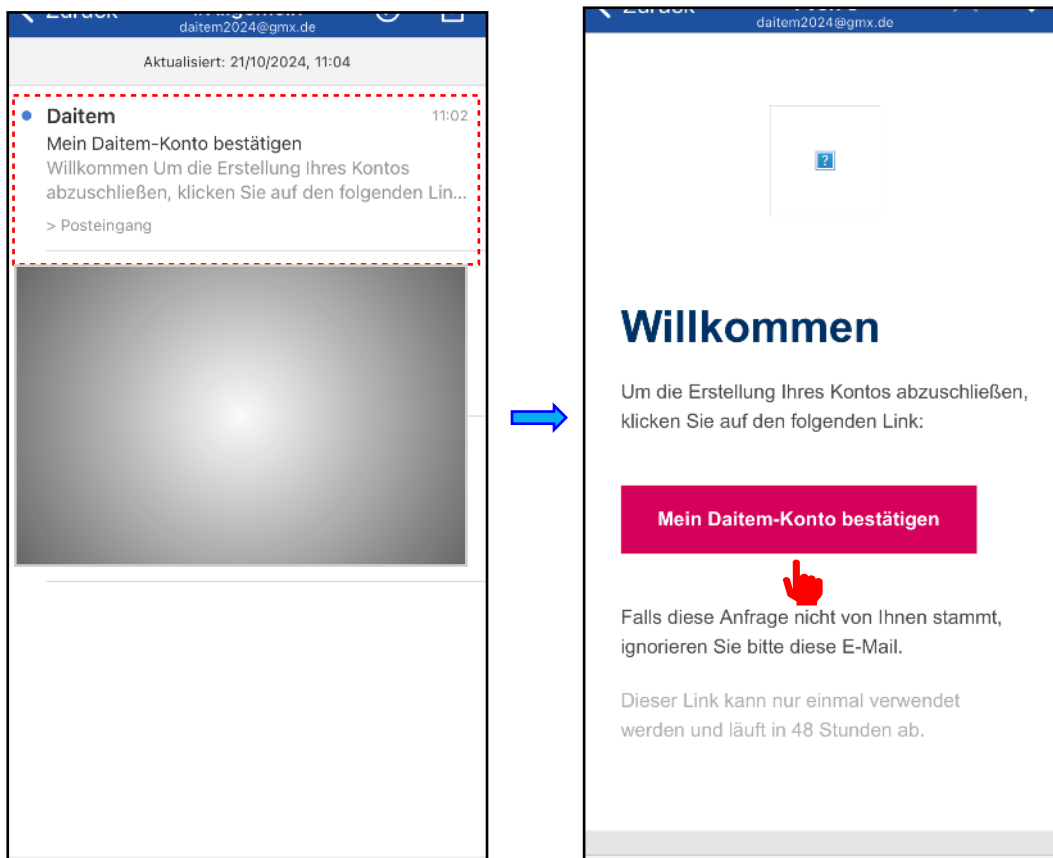 Zurück
Allgemein
daitem2024@gmx.de
Aktualisiert: 21/10/2024, 11:04
Daitem 11:02
Mein Daitem-Konto bestätigen
Willkommen Um die Erstellung Ihres Kontos
abzuschließen, klicken Sie auf den folgenden Lin...
> Posteingang
Zurück
daitem2024@gmx.de
?
Willkommen
Um die Erstellung Ihres Kontos abzuschließen,
klicken Sie auf den folgenden Link:
Mein Daitem-Konto bestätigen
Falls diese Anfrage nicht von Ihnen stammt,
ignorieren Sie bitte diese E-Mail.
Dieser Link kann nur einmal verwendet
werden und läuft in 48 Stunden ab.